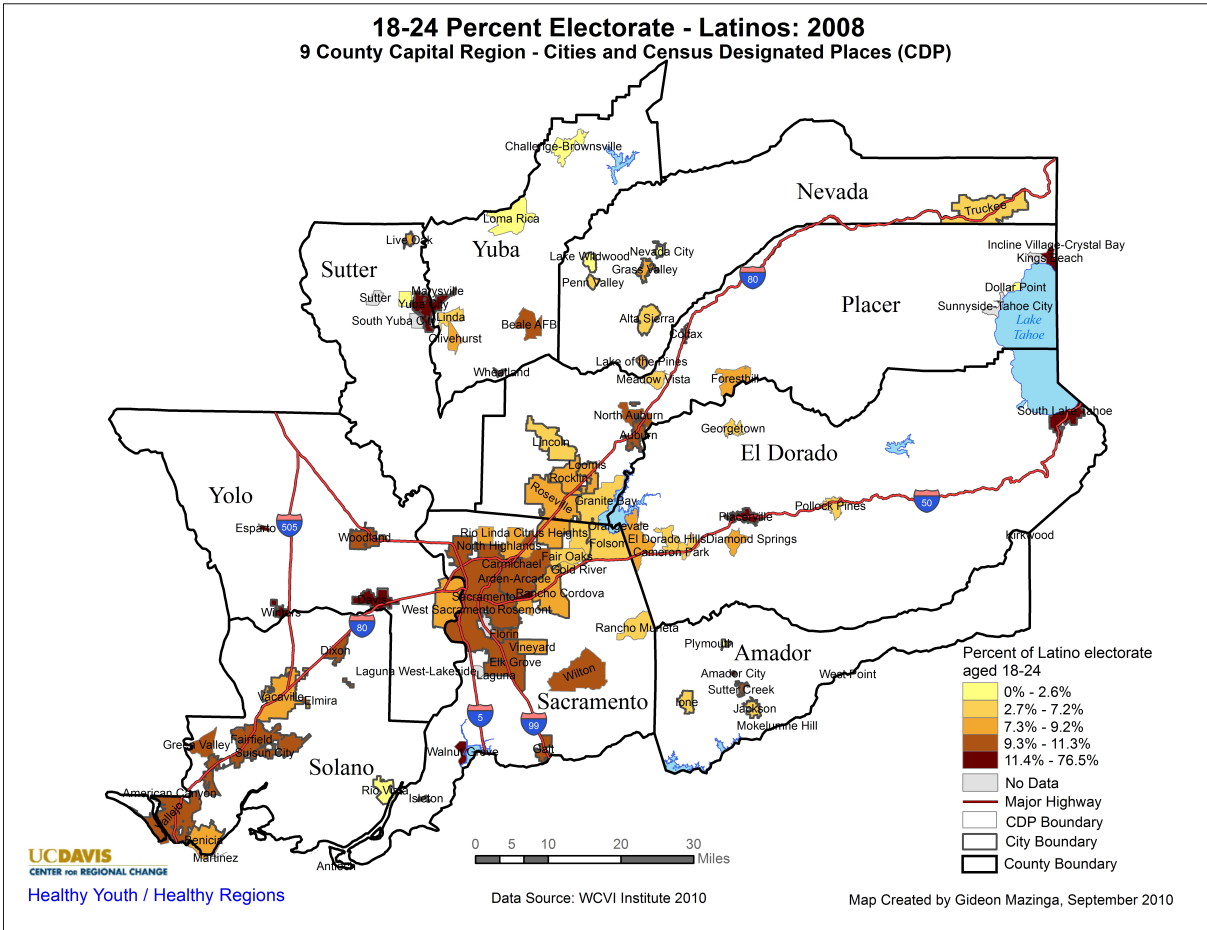 18-24 Percent Electorate - Latinos: 2008
9 County Capital Region - Cities and Census Designated Places (CDP)
Challenge-Brownsville
Nevada
Truckee
Loma Rica
Live Oak
Yuba
Nevada City
Lake Wildwood
Grass Valley
Penn Valley
Incline Village-Crystal Bay
Kings Beach
Sutter
80
Dollar Point
Sunnyside-Tahoe City
Lake
Tahoe
Placer
Marysville
Sutter
Yuba City
South Yuba City
Linda
Olivehurst
Beale AFB
Alta Sierra
Colfax
Wheatland
Lake of the Pines
Meadow Vista
Foresthill
North Auburn
Auburn
South Lake Tahoe
Georgetown
Lincoln
El Dorado
Loomis
Rocklin
Roseville
Granite Bay
Yolo
505
Esparto
Woodland
50
Pollock Pines
Placerville
Orangevale
Rio Linda
Citrus Heights
North Highlands
Folsom
El Dorado Hills
Diamond Springs
Cameron Park
Kirkwood
Fair Oaks
Carmichael
Gold River
Arden-Arcade
Sacramento
Rancho Cordova
West Sacramento
Rosemont
Davis
Winters
80
Florin
Rancho Murieta
Dixon
Vineyard
Elk Grove
Laguna West-Lakeside
Laguna
Wilton
Plymouth
Amador
Amador City
West Point
Sutter Creek
Ione
Jackson
Mokelumne Hill
Vacaville
Elmira
Sacramento
5
99
Green Valley
Fairfield
Suisun City
Walnut Grove
Galt
Solano
American Canyon
Rio Vista
Isleton
Vallejo
Benicia
Martinez
Antioch
Percent of Latino electorate
aged 18-24
0% - 2.6%
2.7% - 7.2%
7.3% - 9.2%
9.3% - 11.3%
11.4% - 76.5%
No Data
Major Highway
CDP Boundary
City Boundary
County Boundary
0 5 10 20 30
Miles
UCDAVIS
CENTER FOR REGIONAL CHANGE
Healthy Youth / Healthy Regions
Data Source: WCVI Institute 2010
Map Created by Gideon Mazinga, September 2010